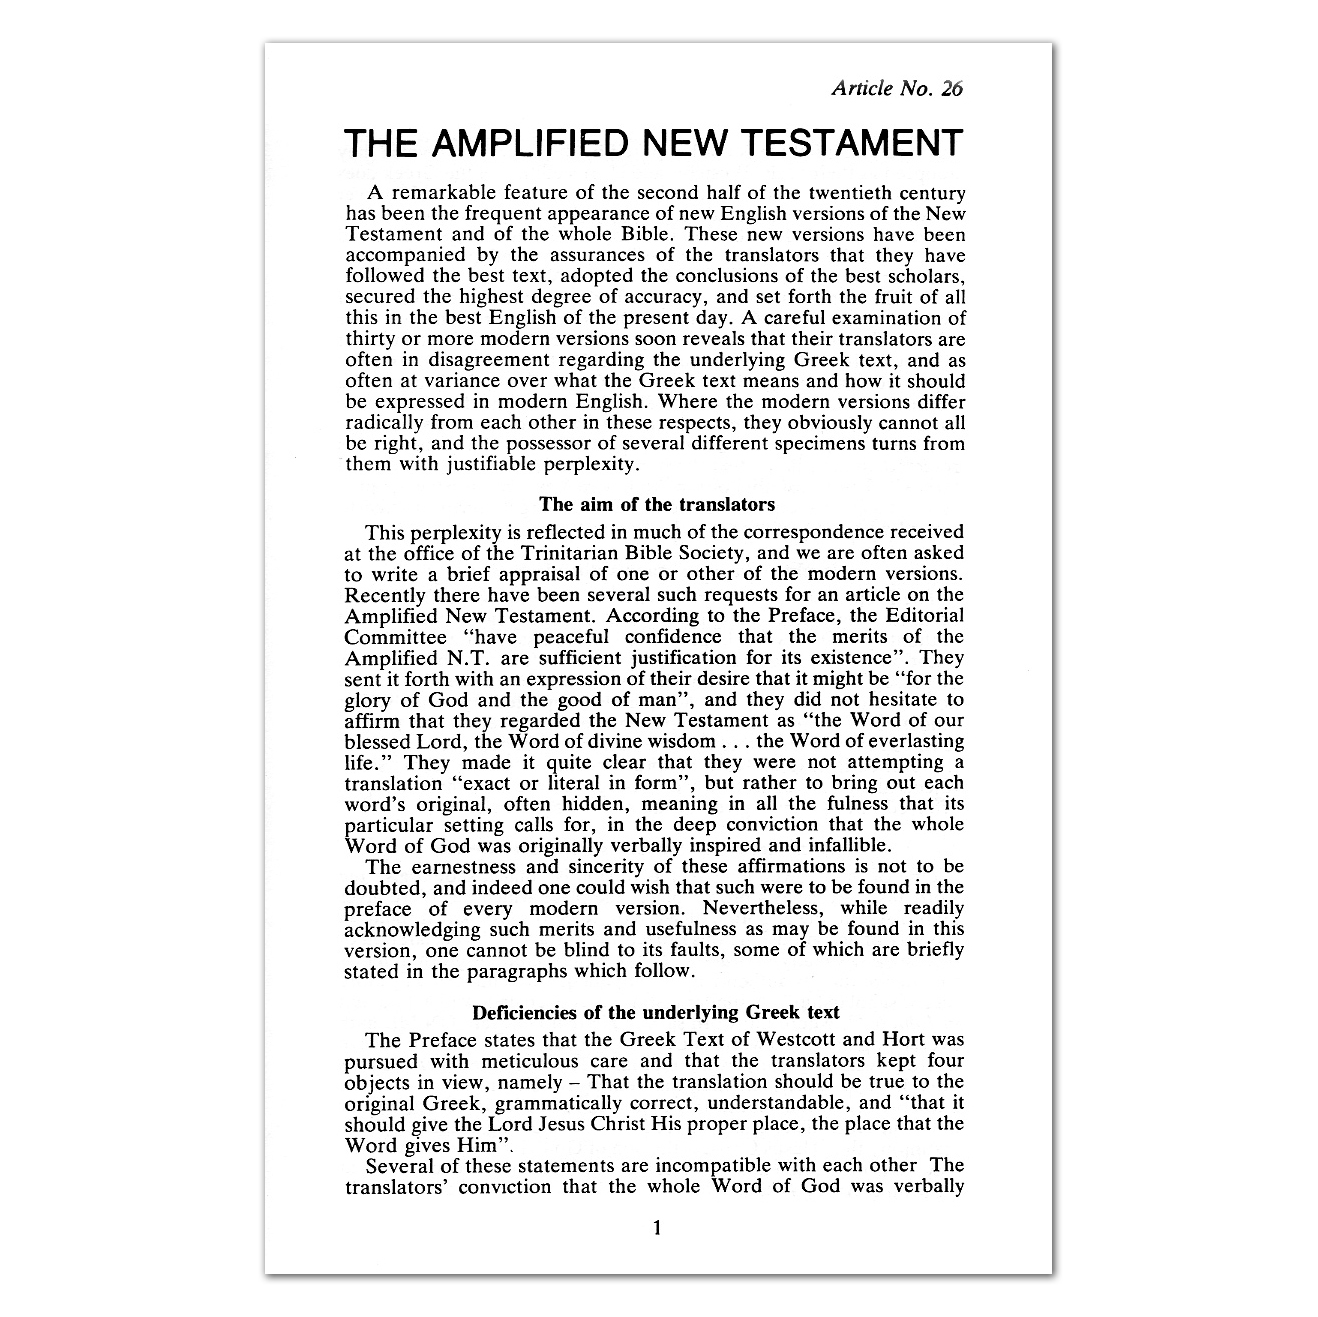 Article No. 26
THE AMPLIFIED NEW TESTAMENT
A remarkable feature of the second half of the twentieth century
has been the frequent appearance of new English versions of the New
Testament and of the whole Bible. These new versions have been
accompanied by the assurances of the translators that they have
followed the best text, adopted the conclusions of the best scholars,
secured the highest degree of accuracy, and set forth the fruit of all
this in the best English of the present day. A careful examination of
thirty or more modern versions soon reveals that their translators are
often in disagreement regarding the underlying Greek text, and as
often at variance over what the Greek text means and how it should
be expressed in modern English. Where the modern versions differ
radically from each other in these respects, they obviously cannot all
be right, and the possessor of several different specimens turns from
them with justifiable perplexity.
The aim of the translators
This perplexity is reflected in much of the correspondence received
at the office of the Trinitarian Bible Society, and we are often asked
to write a brief appraisal of one or other of the modern versions.
Recently there have been several such requests for an article on the
Amplified New Testament. According to the Preface, the Editorial
Committee “have peaceful confidence that the merits of the
Amplified N.T. are sufficient justification for its existence”. They
sent it forth with an expression of their desire that it might be “for the
glory of God and the good of man”, and they did not hesitate to
affirm that they regarded the New Testament as “the Word of our
blessed Lord, the Word of divine wisdom . . . the Word of everlasting
life.” They made it quite clear that they were not attempting a
translation “exact or literal in form”, but rather to bring out each
word’s original, often hidden, meaning in all the fulness that its
particular setting calls for, in the deep conviction that the whole
Word of God was originally verbally inspired and infallible.
The earnestness and sincerity of these affirmations is not to be
doubted, and indeed one could wish that such were to be found in the
preface of every modern version. Nevertheless, while readily
acknowledging such merits and usefulness as may be found in this
version, one cannot be blind to its faults, some of which are briefly
stated in the paragraphs which follow.
Deficiencies of the underlying Greek text
The Preface states that the Greek Text of Westcott and Hort was
pursued with meticulous care and that the translators kept four
objects in view, namely – That the translation should be true to the
original Greek, grammatically correct, understandable, and “that it
should give the Lord Jesus Christ His proper place, the place that the
Word gives Him”.
Several of these statements are incompatible with each other The
translators’ conviction that the whole Word of God was verbally
1